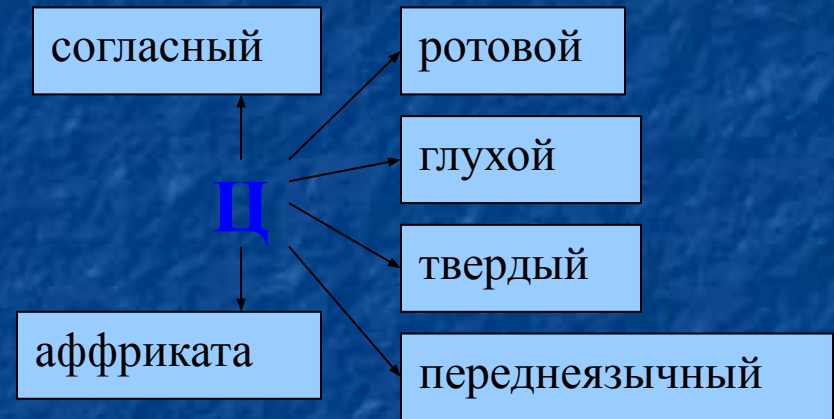 согласный
ротовой
глухой
Ц
твердый
аффриката
переднеязычный